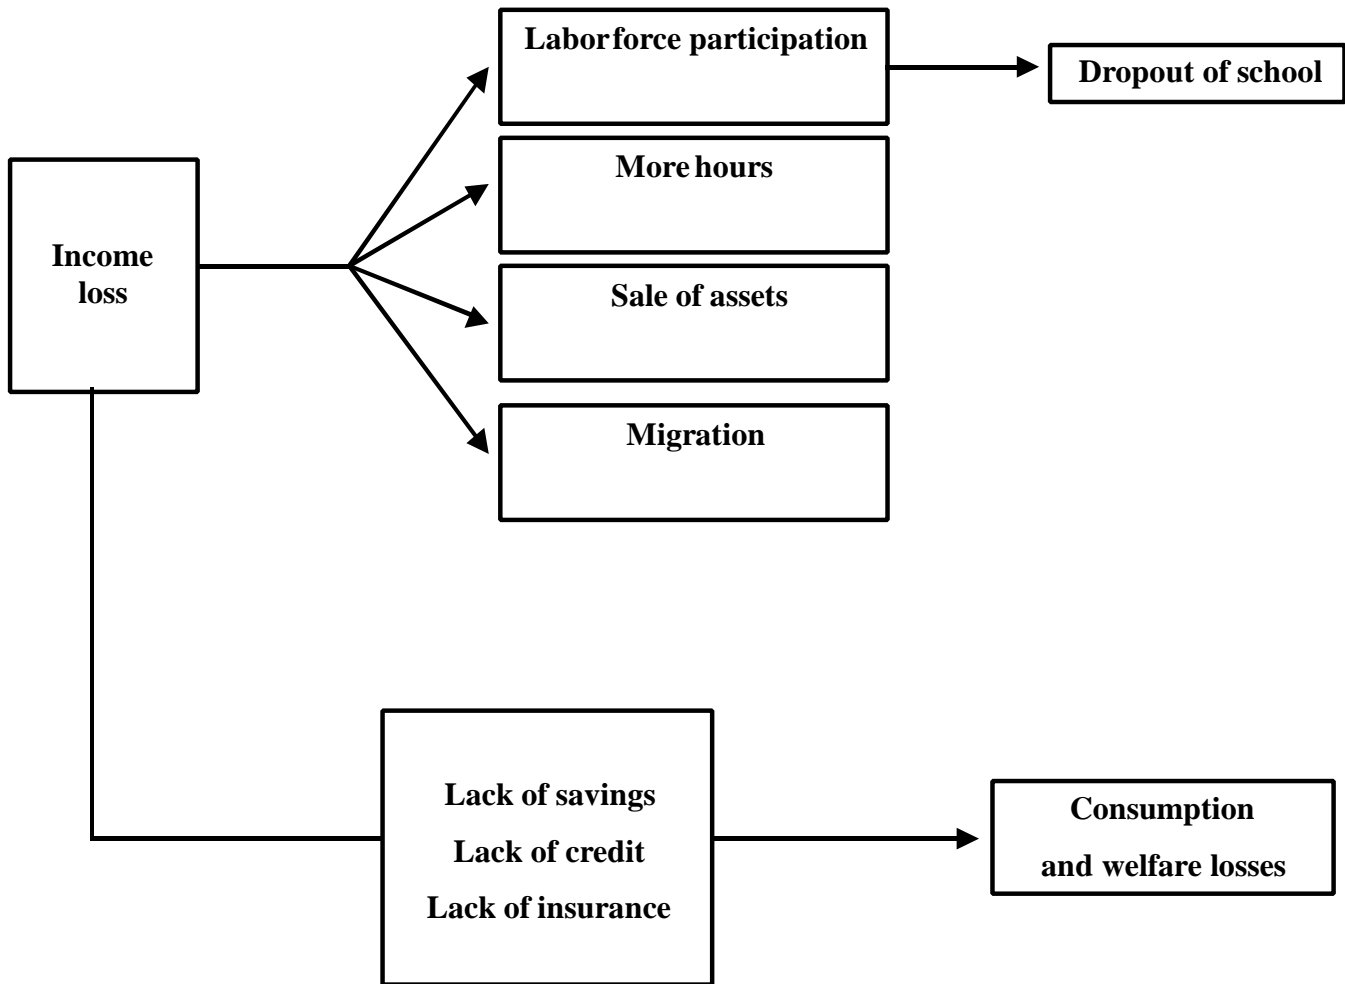 Labor force participation
Dropout of school
More hours
Income
loss
Sale of assets
Migration
Lack of savings
Lack of credit
Lack of insurance
Consumption
and welfare losses